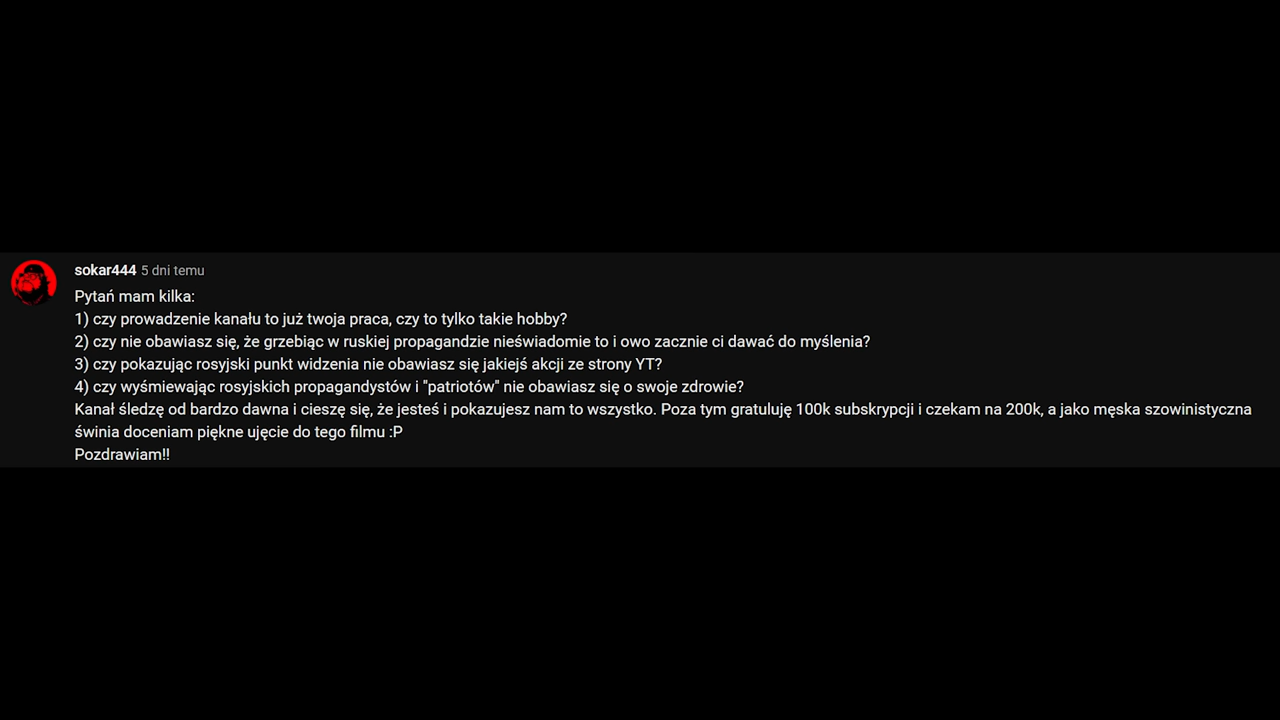 sokar444 5 dni temu
Pytań mam kilka:
1) czy prowadzenie kanału to już twoja praca, czy to tylko takie hobby?
2) czy nie obawiasz się, że grzebiąc w ruskiej propagandzie nieświadomie to i owo zacznie ci dawać do myślenia?
3) czy pokazując rosyjski punkt widzenia nie obawiasz się jakiejś akcji ze strony YT?
4) czy wyśmiewając rosyjskich propagandystów i "patriotów" nie obawiasz się o swoje zdrowie?
Kanał śledzę od bardzo dawna i cieszę się, że jesteś i pokazujesz nam to wszystko. Poza tym gratuluję 100k subskrypcji i czekam na 200k, a jako męska szowinistyczna
świnia doceniam piękne ujęcie do tego filmu :P
Pozdrawiam!!